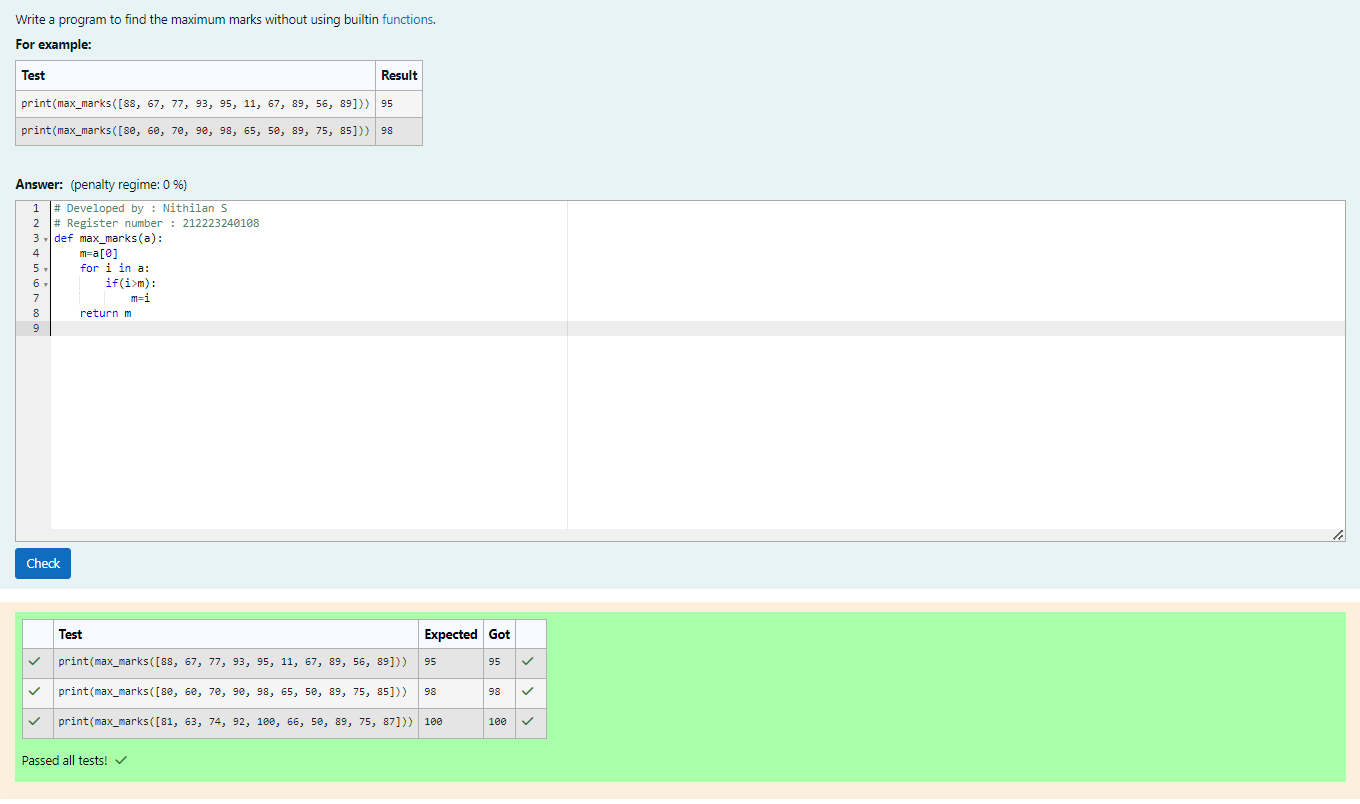 Write a program to find the maximum marks without using builtin functions.
For example:
Test Result
print(max_marks([88, 67, 77, 93, 95, 11, 67, 89, 56, 89])) 95
print(max_marks([80, 60, 70, 90, 98, 65, 50, 89, 75, 85])) 98
Answer: (penalty regime: 0 %)
1 # Developed by : Nithilan S
2 # Register number : 212223240108
3 def max_marks(a):
4 m=a[0]
5 for i in a:
6 if(i>m):
7 m=i
8 return m
9
Check
Test Expected Got
print(max_marks([88, 67, 77, 93, 95, 11, 67, 89, 56, 89])) 95 95
print(max_marks([80, 60, 70, 90, 98, 65, 50, 89, 75, 85])) 98 98
print(max_marks([81, 63, 74, 92, 100, 66, 50, 89, 75, 87])) 100 100
Passed all tests!